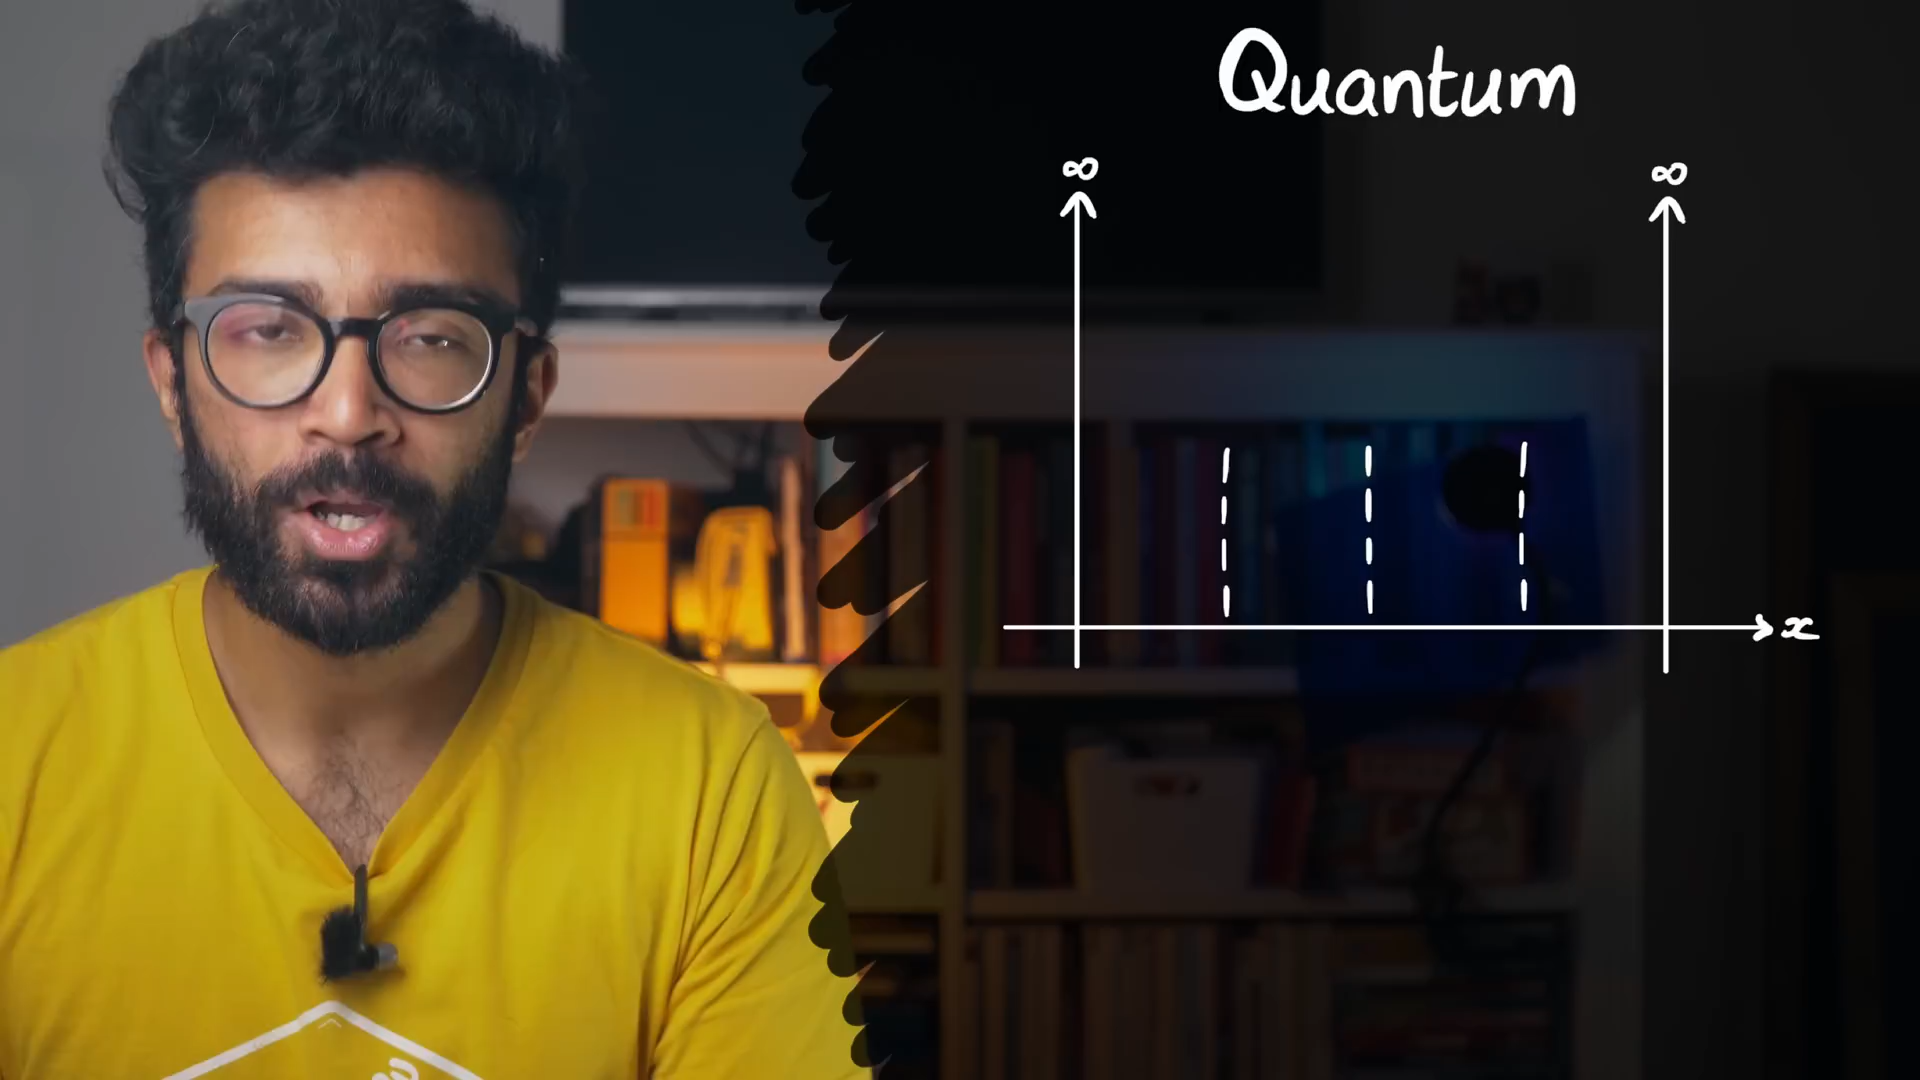 Quantum
∞ ∞
x